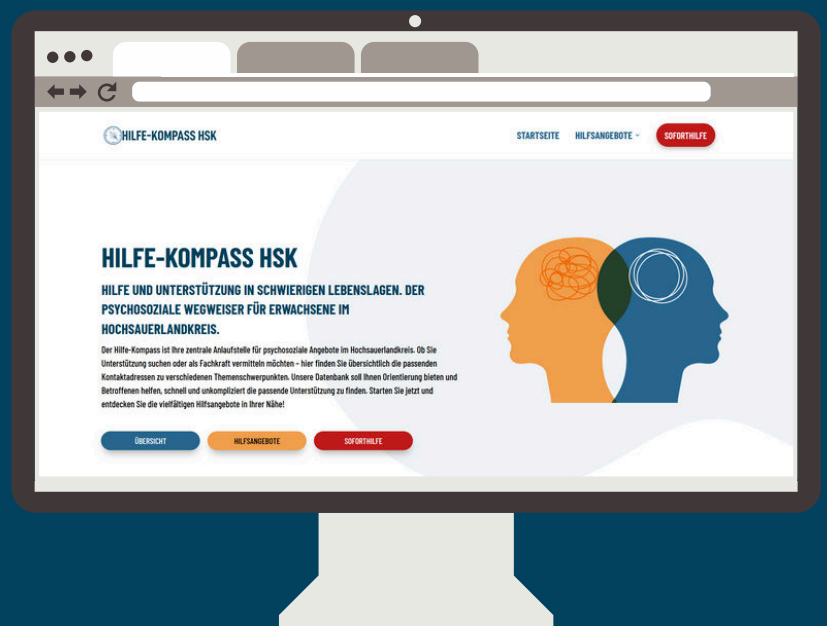 HILFE-KOMPASS HSK
STARTSEITE HILFSANGEBOTE SOFORTHILFE
HILFE-KOMPASS HSK
HILFE UND UNTERSTÜTZUNG IN SCHWIERIGEN LEBENSLAGEN. DER
PSYCHOSOZIALE WEGWEISER FÜR ERWACHSENE IM
HOCHSAUERLANDKREIS.
Der Hilfe-Kompass ist Ihre zentrale Anlaufstelle für psychosoziale Angebote im Hochsauerlandkreis. Ob Sie
Unterstützung suchen oder als Fachkraft vermitteln möchten – hier finden Sie übersichtlich die passenden
Kontaktadressen zu verschiedenen Themenschwerpunkten. Unsere Datenbank soll Ihnen Orientierung bieten und
Betroffenen helfen, schnell und unkompliziert die passende Unterstützung zu finden. Starten Sie jetzt und
entdecken Sie die vielfältigen Hilfsangebote in Ihrer Nähe!
ÜBERSICHT HILFSANGEBOTE SOFORTHILFE